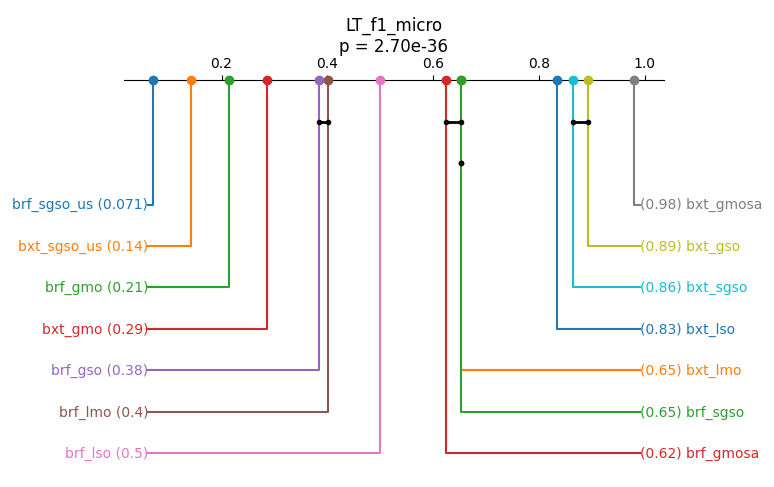 LT_f1_micro
p = 2.70e-36
0.2 0.4 0.6 0.8 1.0
brf_sgso_us (0.071) (0.98) bxt_gmosa
bxt_sgso_us (0.14) (0.89) bxt_gso
brf_gmo (0.21) (0.86) bxt_sgso
bxt_gmo (0.29) (0.83) bxt_lso
brf_gso (0.38) (0.65) bxt_lmo
brf_lmo (0.4) (0.65) brf_sgso
brf_lso (0.5) (0.62) brf_gmosa